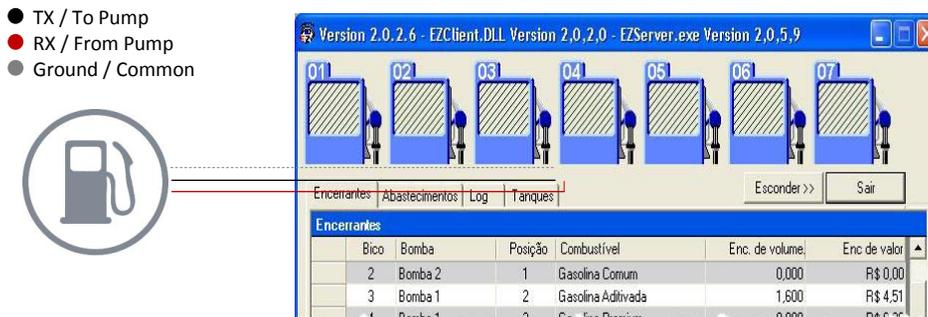 TX / To Pump
RX / From Pump
Ground / Common
Version 2.0.2.6 - EZClient.DLL Version 2,0,2,0 - EZServer.exe Version 2,0,5,9
01 02 03 04 05 06 07
Encerrantes Abastecimentos Log Tanques Esconder >> Sair
Encerrantes
Bico Bomba Posição Combustível Enc. de volume Enc de valor
2 Bomba 2 1 Gasolina Comum 0,000 R$ 0,00
3 Bomba 1 2 Gasolina Aditivada 1,600 R$ 4,51